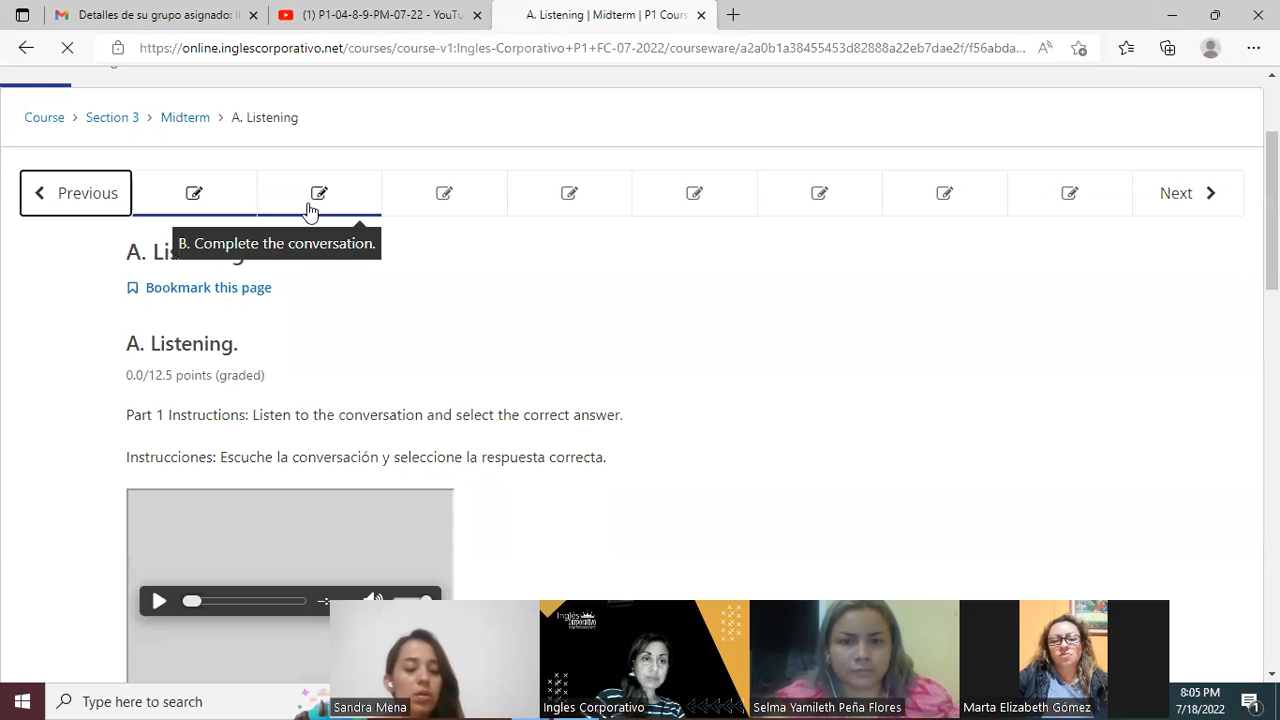 Detalles de su grupo asignado: I
(1) P1-04-8-9-PM-07-22 - YouTu
A. Listening | Midterm | P1 Cours
https://online.inglescorporativo.net/courses/course-v1:Ingles-Corporativo+P1+FC-07-2022/courseware/a2a0b1a38455453d82888a22eb7dae2f/f56abda...
Course > Section 3 > Midterm > A. Listening
Previous
Next
B. Complete the conversation.
A. Lis
Bookmark this page
A. Listening.
0.0/12.5 points (graded)
Part 1 Instructions: Listen to the conversation and select the correct answer.
Instrucciones: Escuche la conversación y seleccione la respuesta correcta.
Inglés
Corporativo
Sandra Mena
Ingles Corporativo
Selma Yamileth Peña Flores
Marta Elizabeth Gómez
Type here to search
8:05 PM
7/18/2022
1